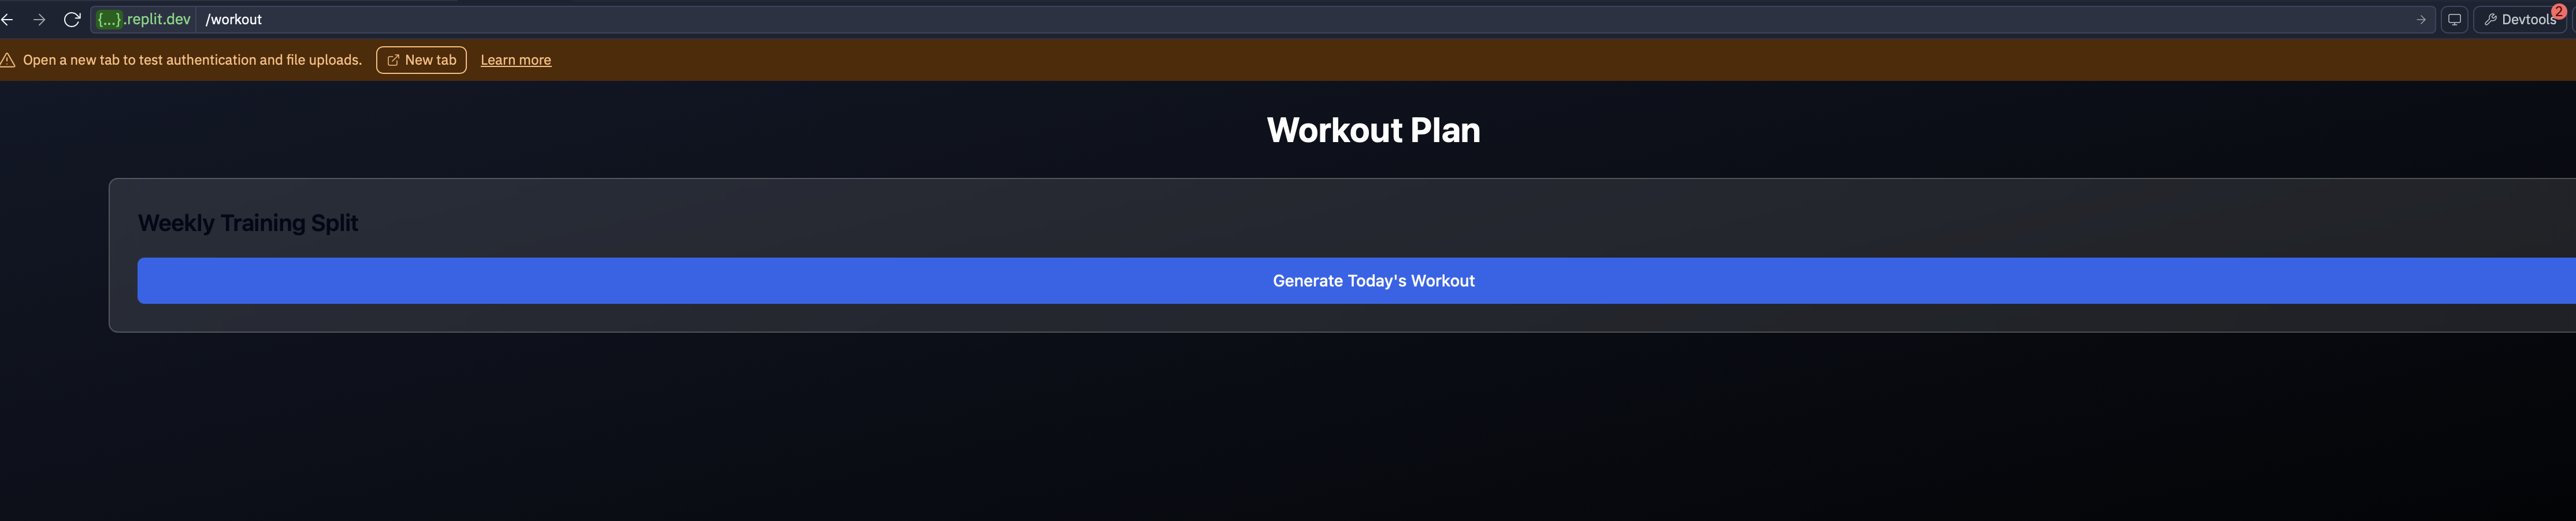 {...}.replit.dev /workout Devtools 2
Open a new tab to test authentication and file uploads. New tab Learn more
Workout Plan
Weekly Training Split
Generate Today's Workout